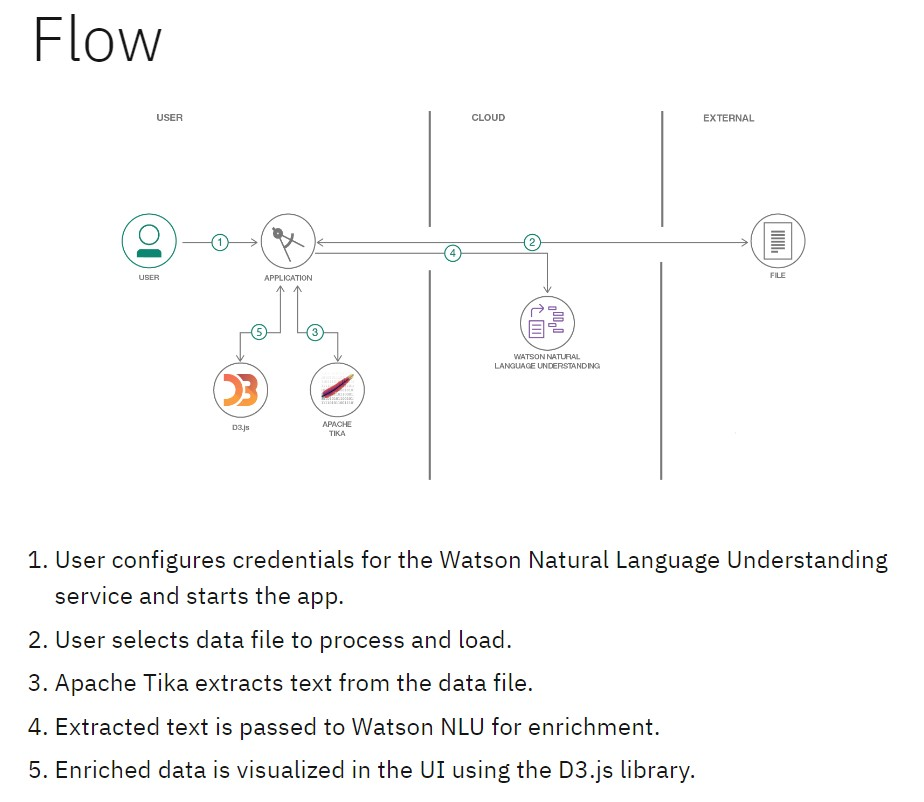 Flow
USER
CLOUD
EXTERNAL
1
2
4
USER
APPLICATION
FILE
5
3
WATSON NATURAL
LANGUAGE UNDERSTANDING
D3.js
APACHE
TIKA
1. User configures credentials for the Watson Natural Language Understanding
service and starts the app.
2. User selects data file to process and load.
3. Apache Tika extracts text from the data file.
4. Extracted text is passed to Watson NLU for enrichment.
5. Enriched data is visualized in the UI using the D3.js library.